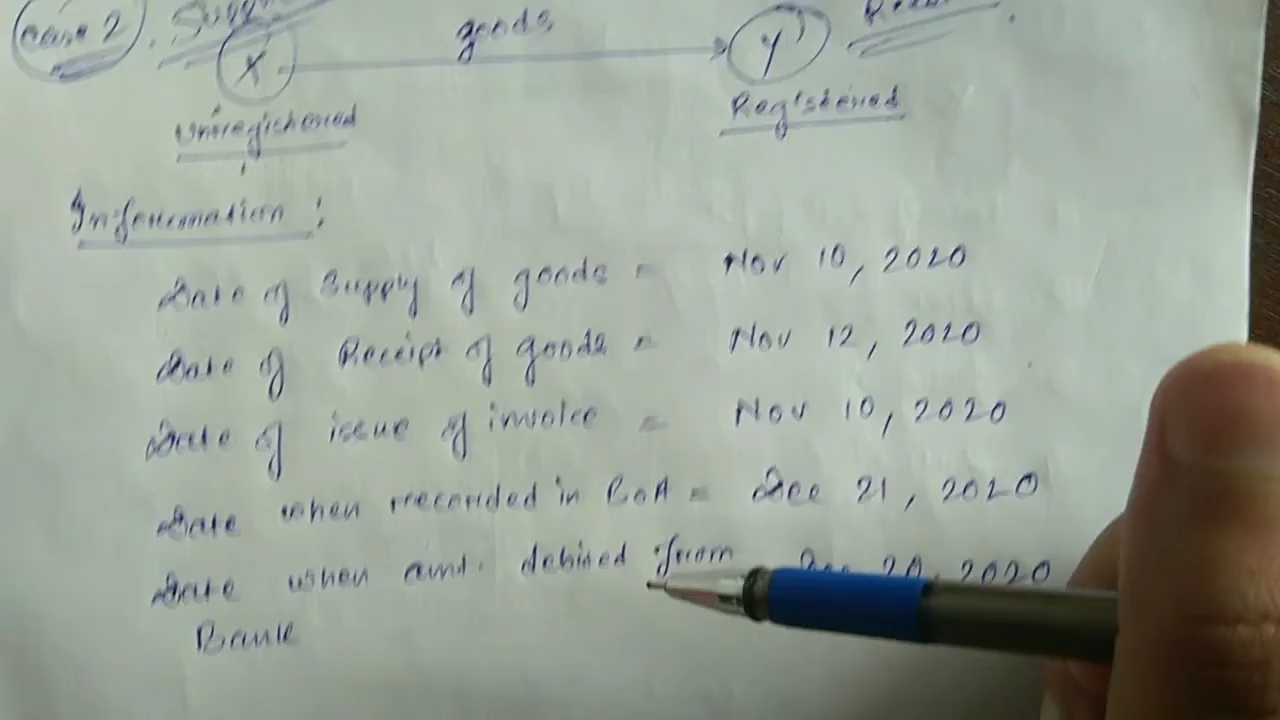 Case 2. goods
X Y
Unregistered Registered
Information :
Date of Supply of goods = Nov 10, 2020
Date of Receipt of goods = Nov 12, 2020
Date of issue of invoice = Nov 10, 2020
Date when recorded in BOA = Dec 21, 2020
Date when amt. debited from Dec 20, 2020
Bank